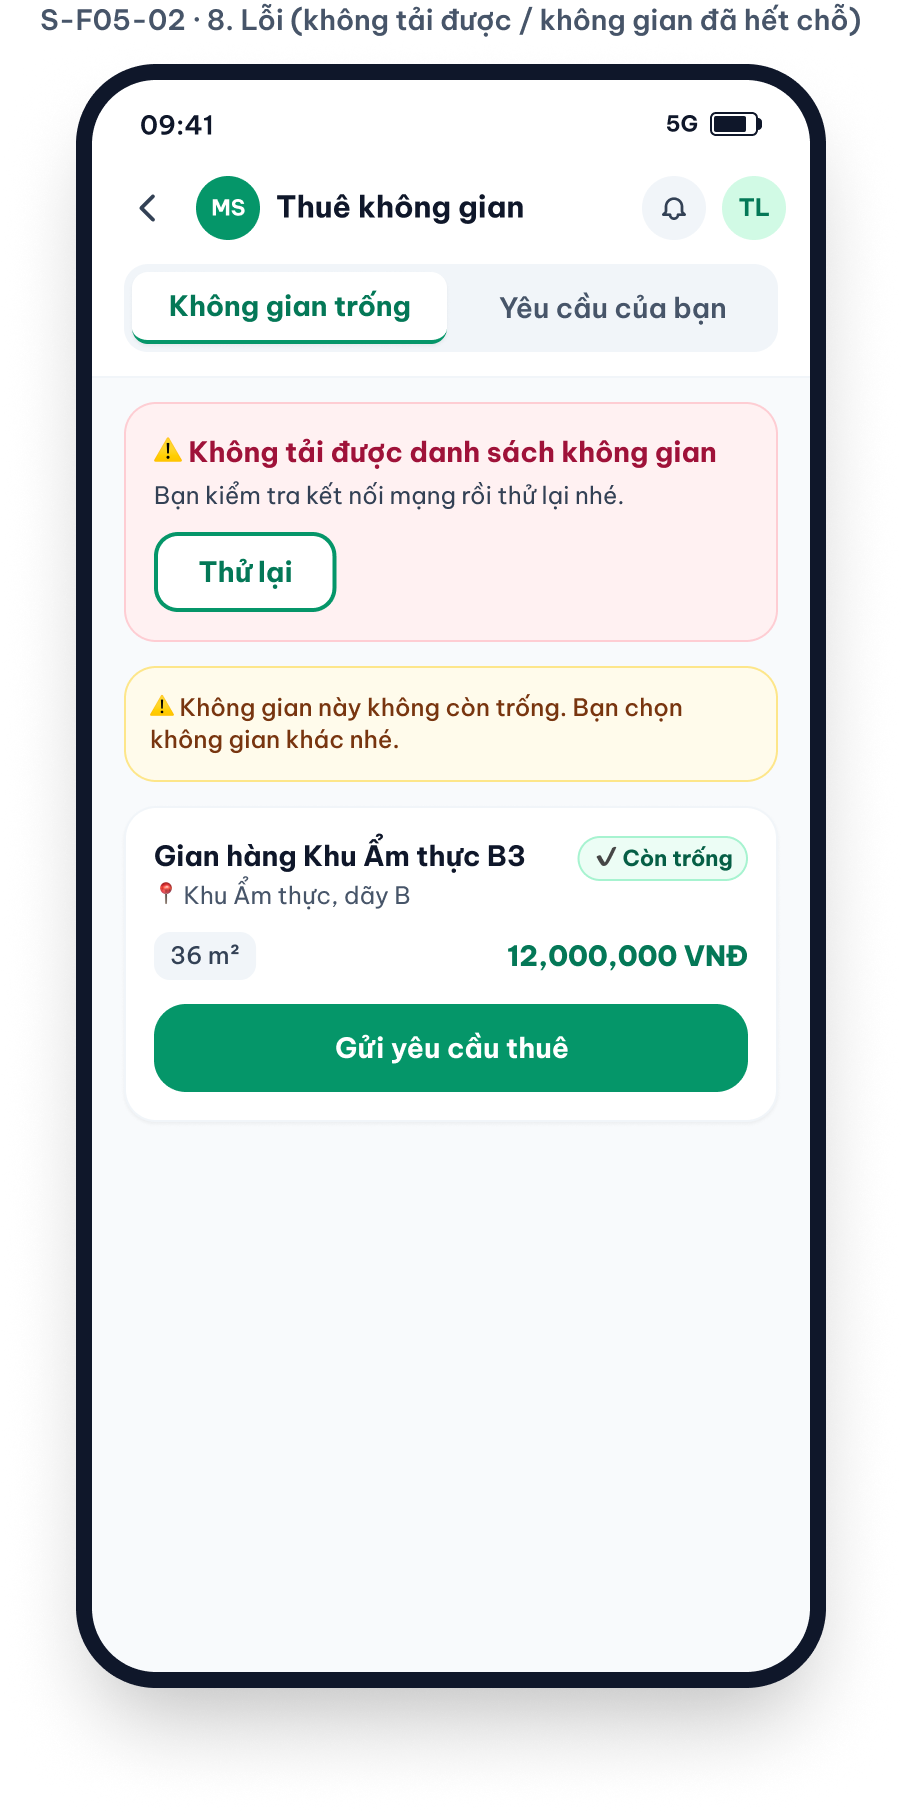 S-F05-02 · 8. Lỗi (không tải được / không gian đã hết chỗ)
09:41
5G
MS
Thuê không gian
TL
Không gian trống
Yêu cầu của bạn
⚠️ Không tải được danh sách không gian
Bạn kiểm tra kết nối mạng rồi thử lại nhé.
Thử lại
⚠️ Không gian này không còn trống. Bạn chọn
không gian khác nhé.
Gian hàng Khu Ẩm thực B3
✔ Còn trống
📍 Khu Ẩm thực, dãy B
36 m²
12,000,000 VNĐ
Gửi yêu cầu thuê